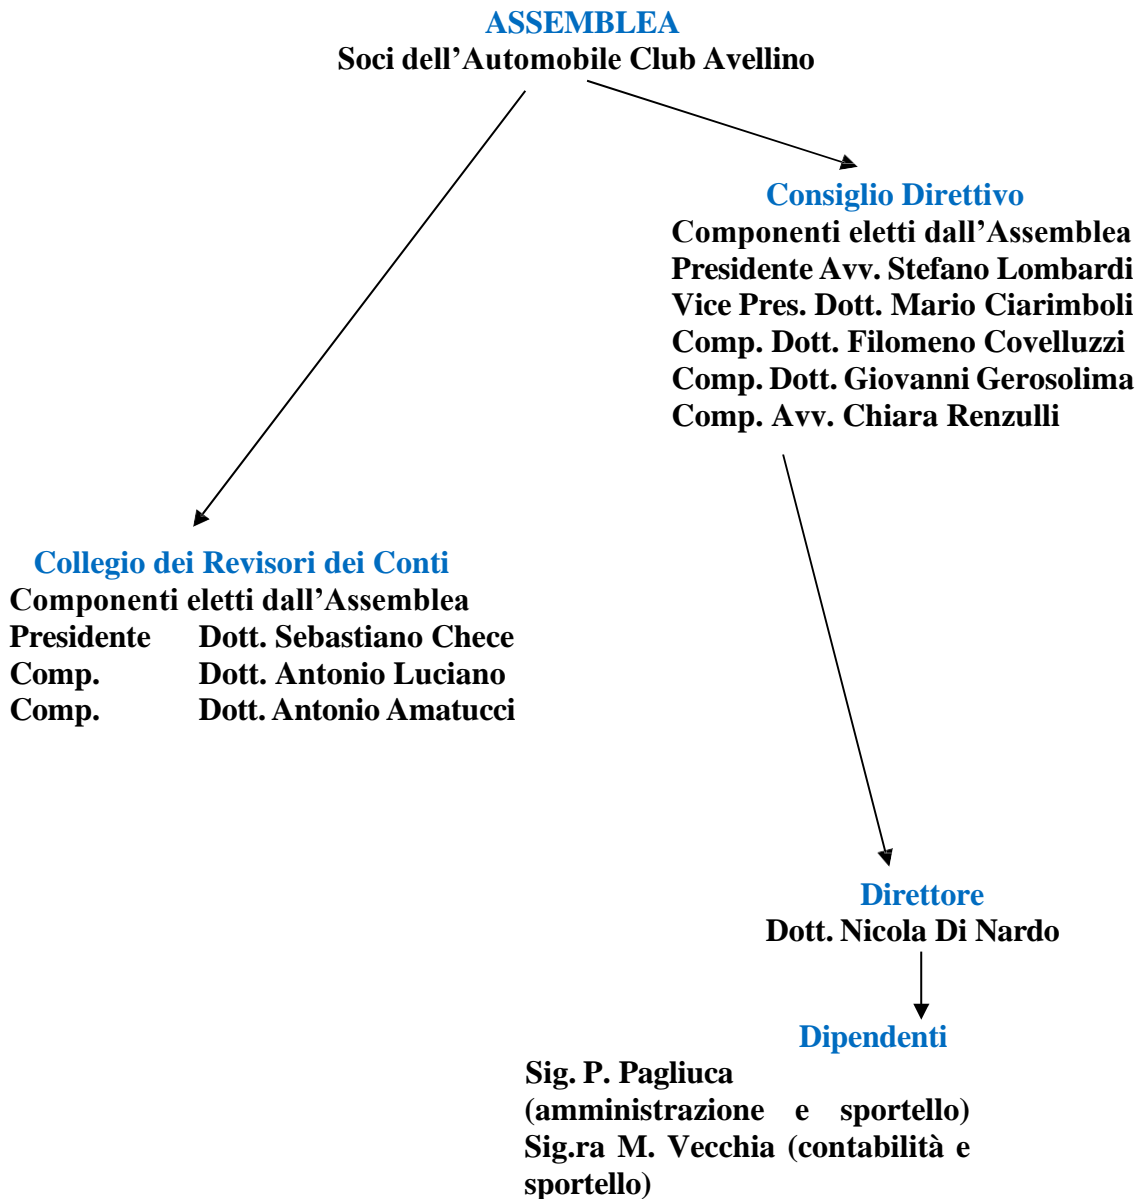 ASSEMBLEA
Soci dell’Automobile Club Avellino
Consiglio Direttivo
Componenti eletti dall’Assemblea
Presidente Avv. Stefano Lombardi
Vice Pres. Dott. Mario Ciarimboli
Comp. Dott. Filomeno Covelluzzi
Comp. Dott. Giovanni Gerosolima
Comp. Avv. Chiara Renzulli
Collegio dei Revisori dei Conti
Componenti eletti dall’Assemblea
Presidente Dott. Sebastiano Chece
Comp. Dott. Antonio Luciano
Comp. Dott. Antonio Amatucci
Direttore
Dott. Nicola Di Nardo
Dipendenti
Sig. P. Pagliuca
(amministrazione e sportello)
Sig.ra M. Vecchia (contabilità e
sportello)